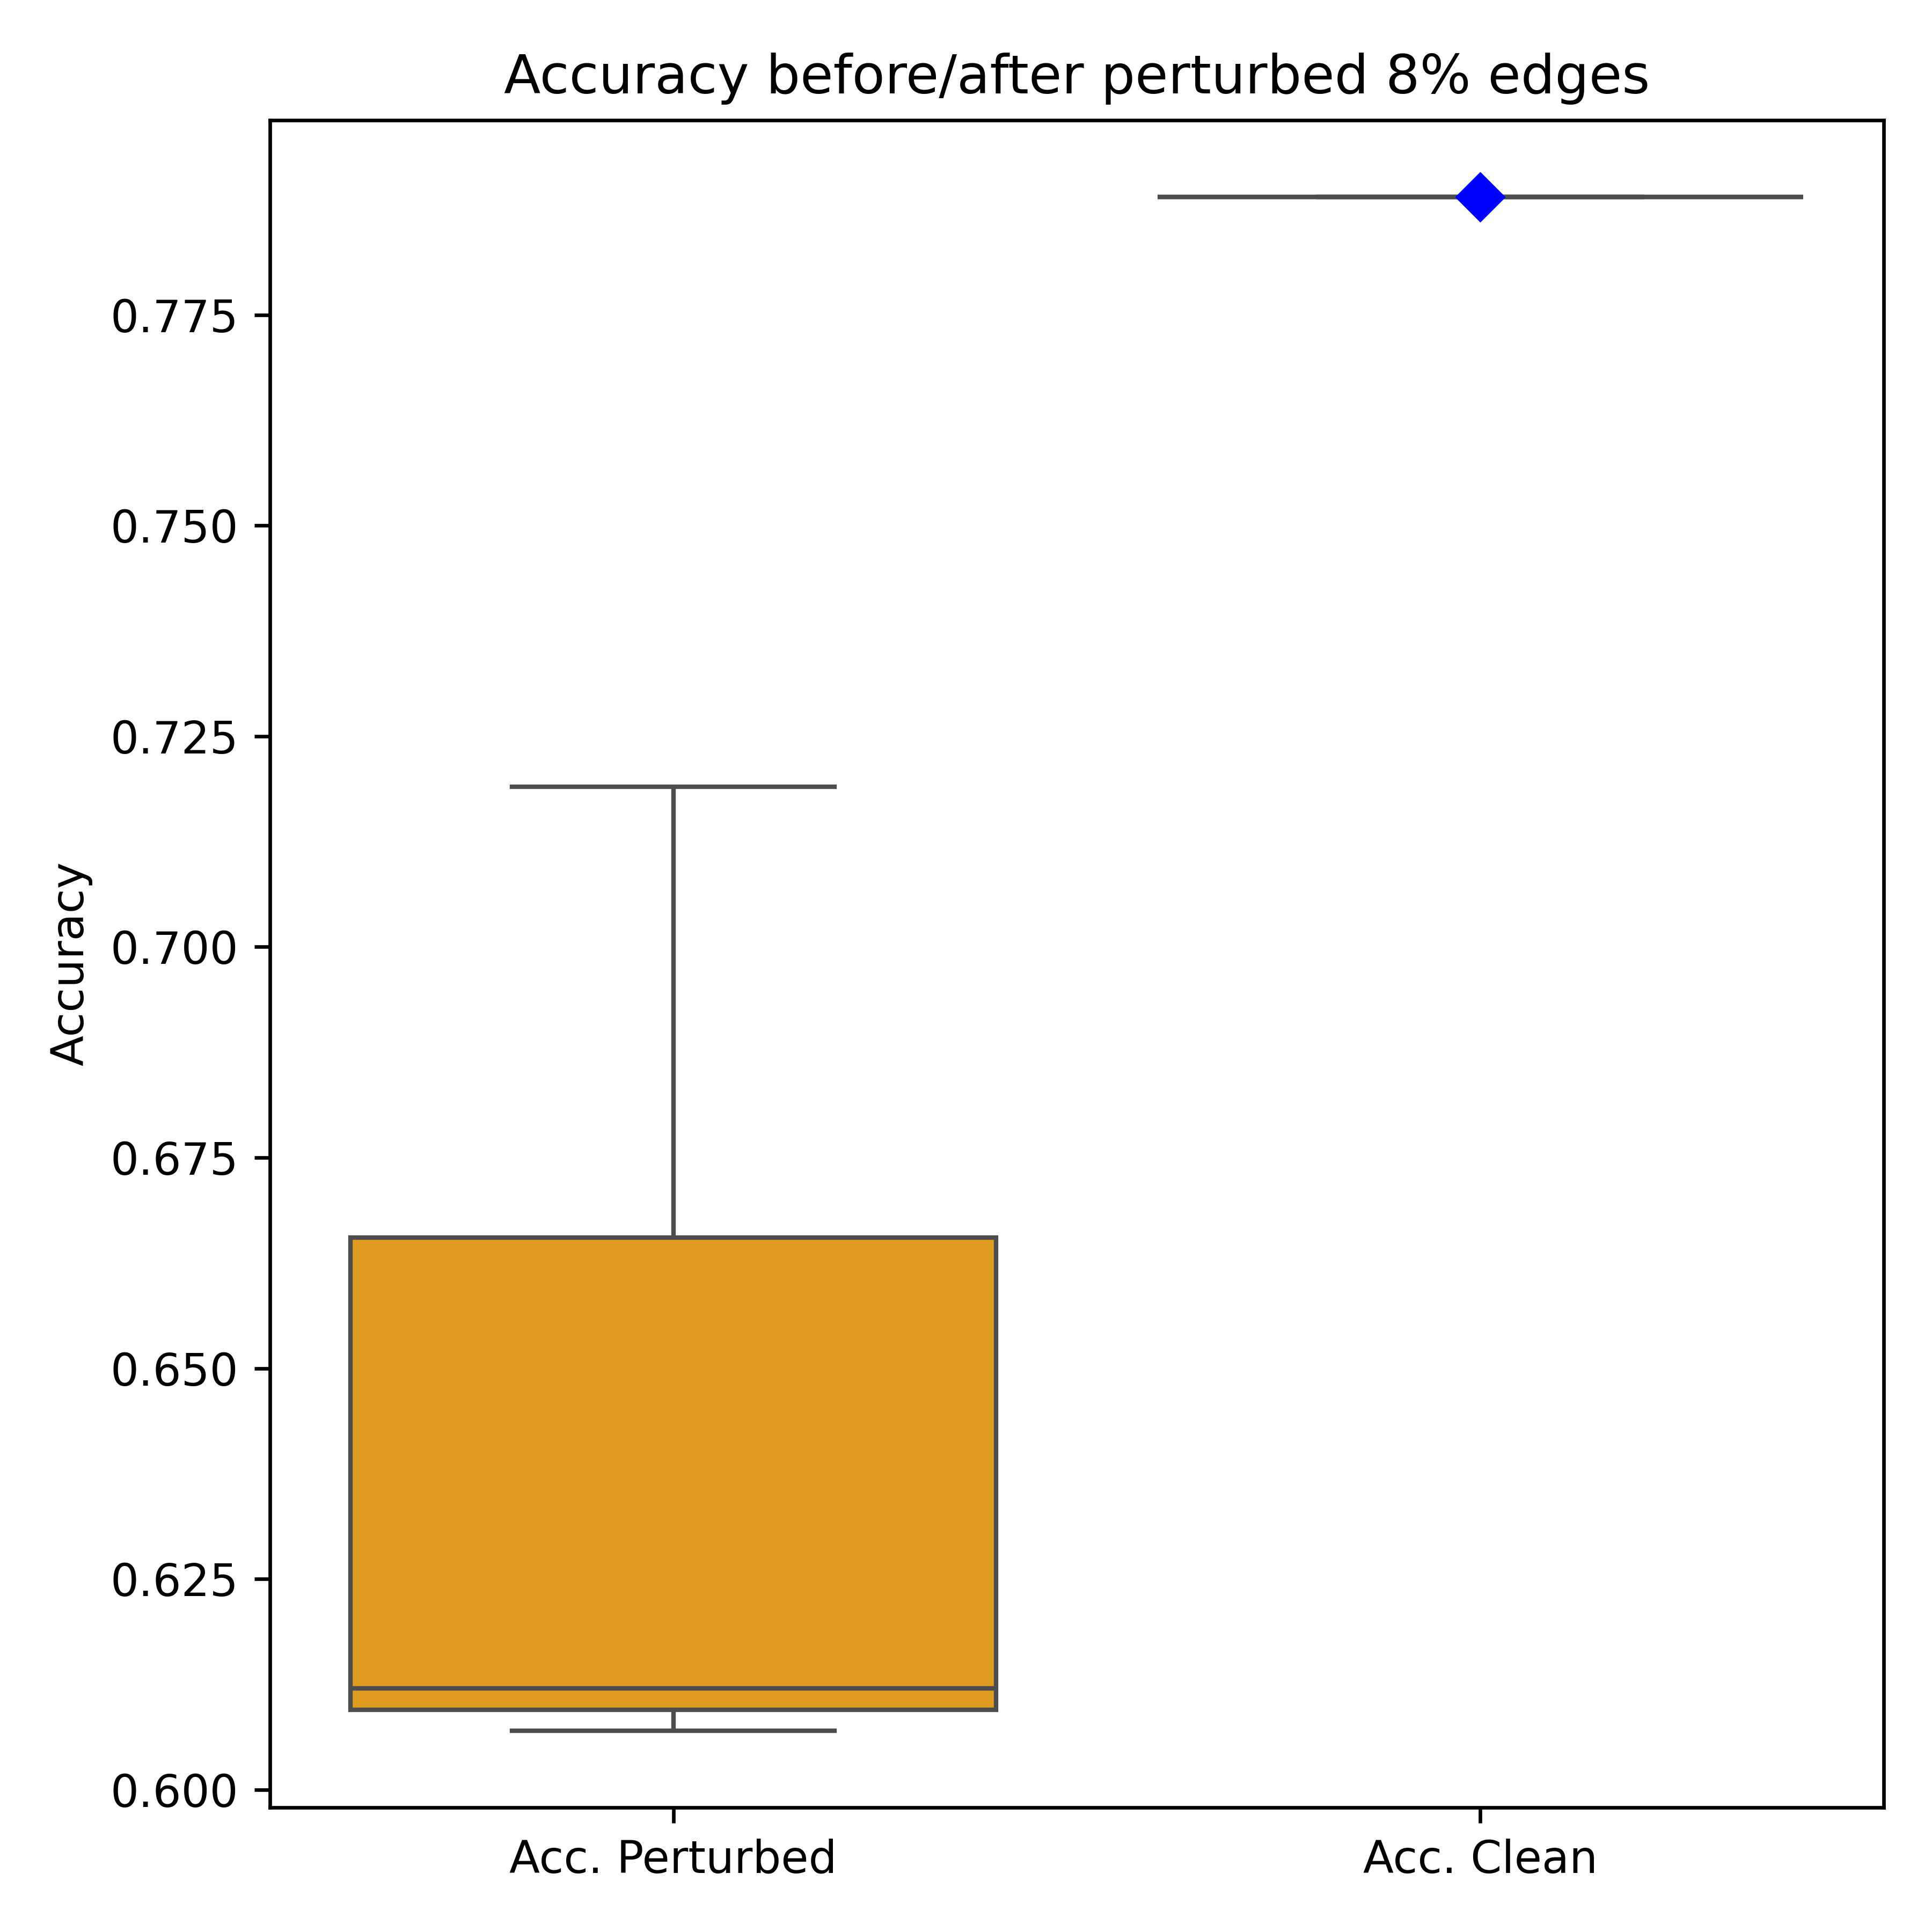 Accuracy before/after perturbed 8% edges
0.775
0.750
0.725
0.700
0.675
0.650
0.625
0.600
Accuracy
Acc. Perturbed
Acc. Clean